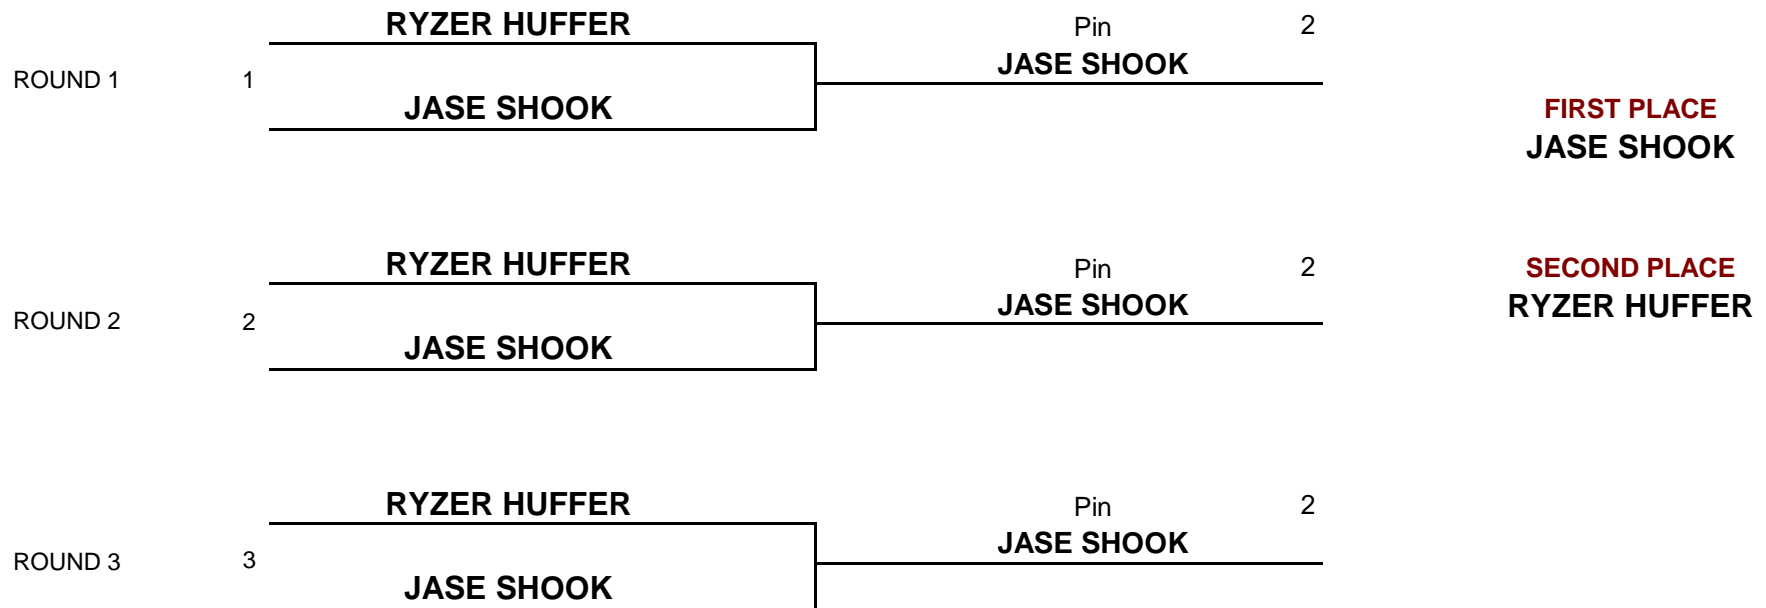 RYZER HUFFER
Pin 2
JASE SHOOK
ROUND 1 1
JASE SHOOK
FIRST PLACE
JASE SHOOK
RYZER HUFFER
Pin 2
SECOND PLACE
JASE SHOOK
RYZER HUFFER
ROUND 2 2
JASE SHOOK
RYZER HUFFER
Pin 2
JASE SHOOK
ROUND 3 3
JASE SHOOK